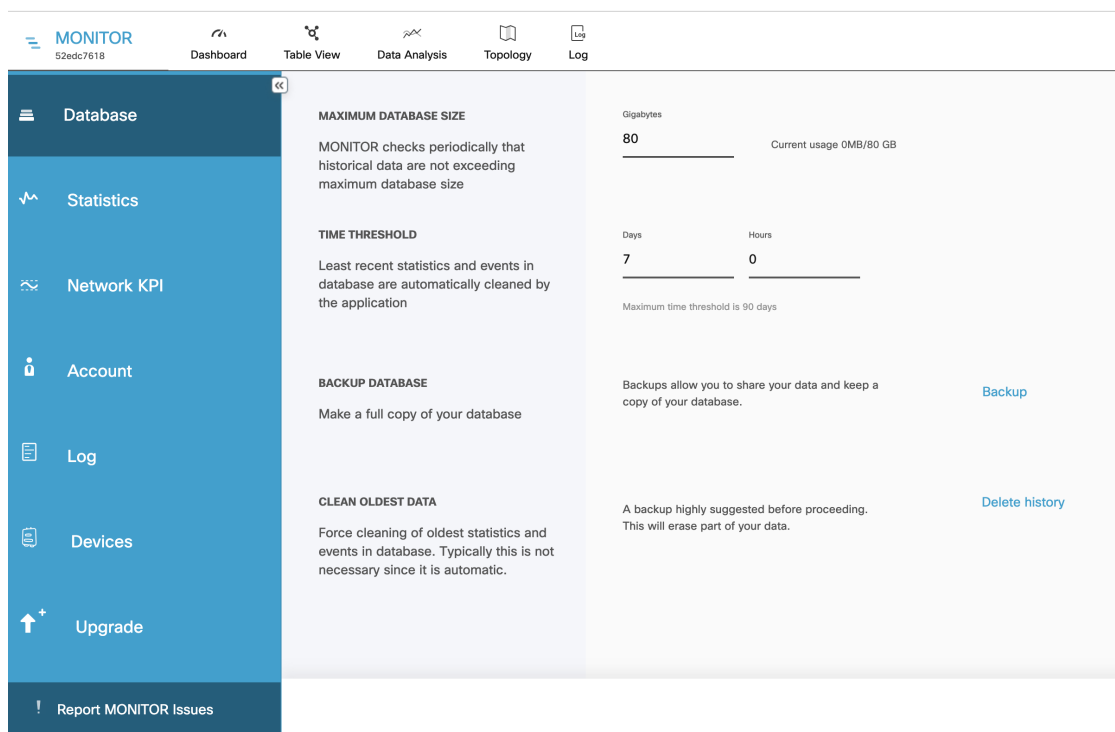 MONITOR
52edc7618
Dashboard
Table View
Data Analysis
Topology
Log
Log
Database
Statistics
Network KPI
Account
Log
Devices
Upgrade
Report MONITOR Issues
MAXIMUM DATABASE SIZE
MONITOR checks periodically that
historical data are not exceeding
maximum database size
Gigabytes
80
Current usage 0MB/80 GB
TIME THRESHOLD
Least recent statistics and events in
database are automatically cleaned by
the application
Days
Hours
7
0
Maximum time threshold is 90 days
BACKUP DATABASE
Make a full copy of your database
Backups allow you to share your data and keep a
copy of your database.
Backup
CLEAN OLDEST DATA
Force cleaning of oldest statistics and
events in database. Typically this is not
necessary since it is automatic.
A backup highly suggested before proceeding.
This will erase part of your data.
Delete history